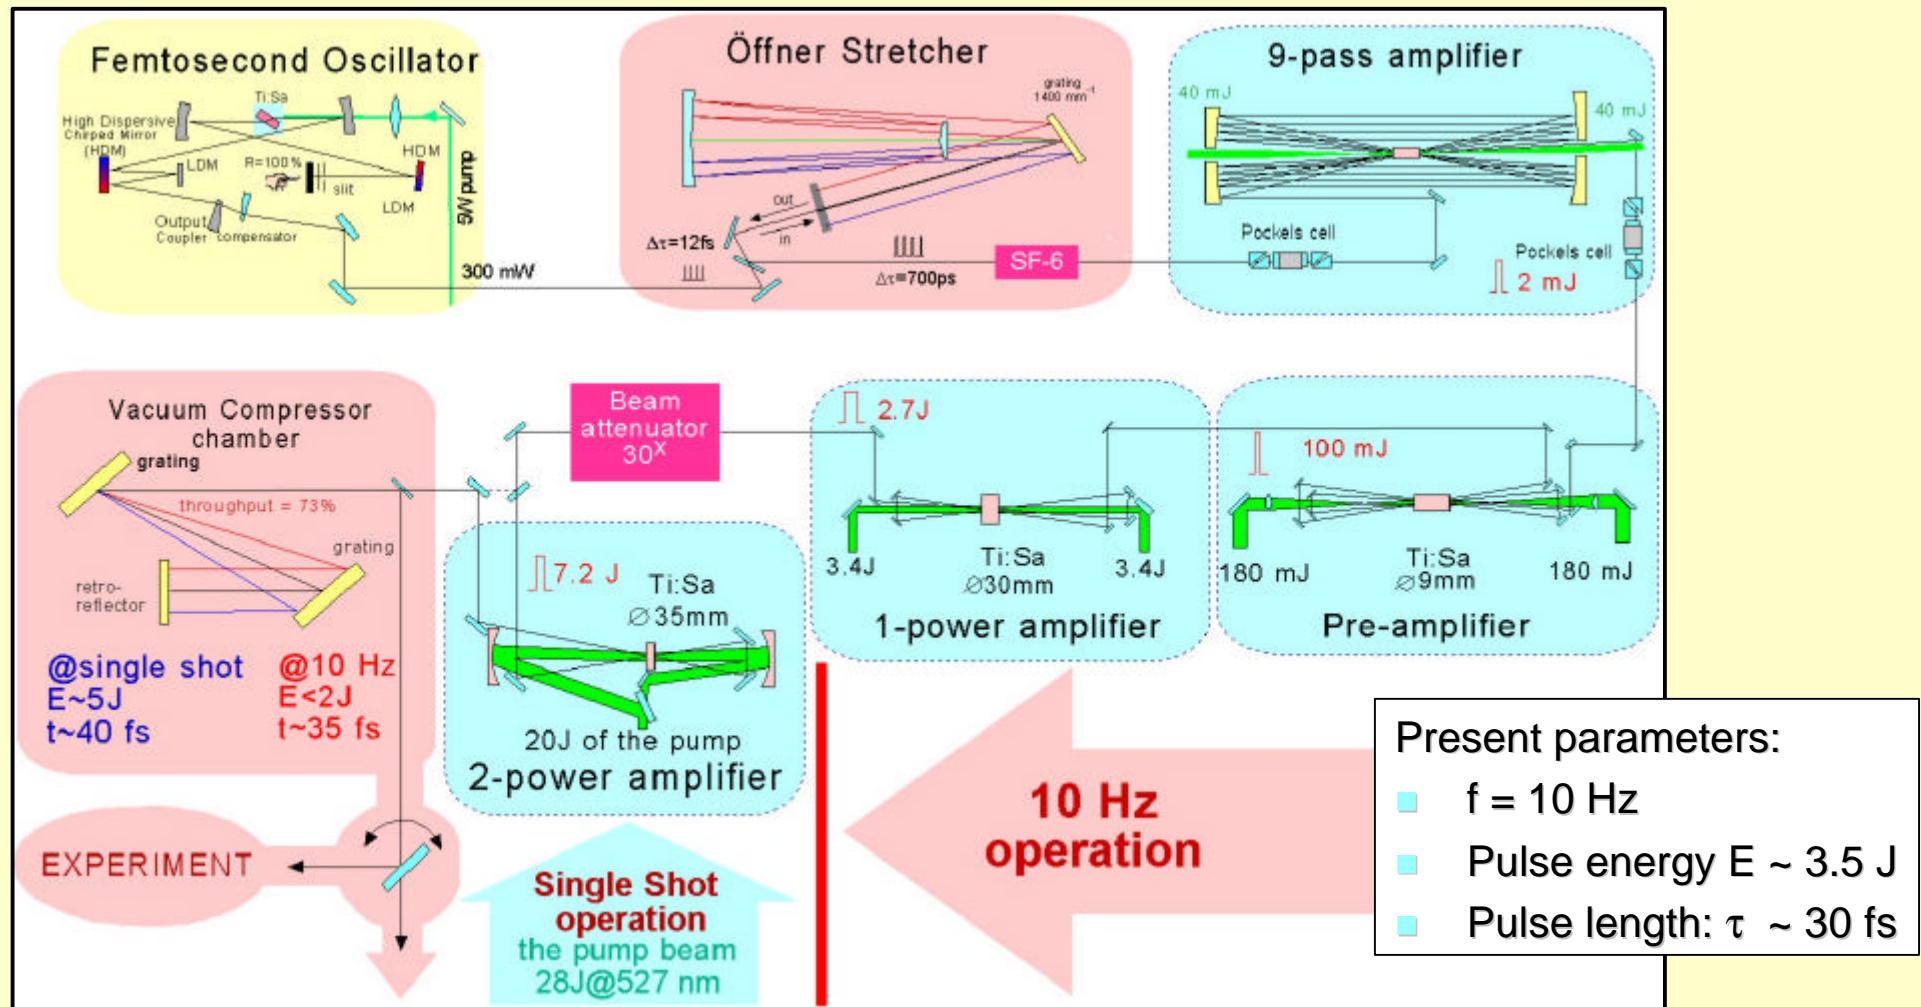 Femtosecond Oscillator
Ti:Sa
High Dispersive
Chirped Mirror
(HDM)
LDM
R=100%
slit
HDM
LDM
5W pump
Output
Coupler
compensator
300 mW
Öffner Stretcher
grating
1400 mm⁻¹
out
in
Δτ=12fs
Δτ=700ps
SF-6
9-pass amplifier
40 mJ
40 mJ
Pockels cell
Pockels cell
2 mJ
Vacuum Compressor
chamber
grating
throughput = 73%
grating
retro-
reflector
@single shot
E~5J
t~40 fs
@10 Hz
E<2J
t~35 fs
Beam
attenuator
30ˣ
7.2 J
Ti:Sa
∅35mm
20J of the pump
2-power amplifier
2.7J
3.4J
Ti:Sa
∅30mm
3.4J
1-power amplifier
100 mJ
180 mJ
Ti:Sa
∅9mm
180 mJ
Pre-amplifier
EXPERIMENT
Single Shot
operation
the pump beam
28J@527 nm
10 Hz
operation
Present parameters:
f = 10 Hz
Pulse energy E ~ 3.5 J
Pulse length: τ ~ 30 fs